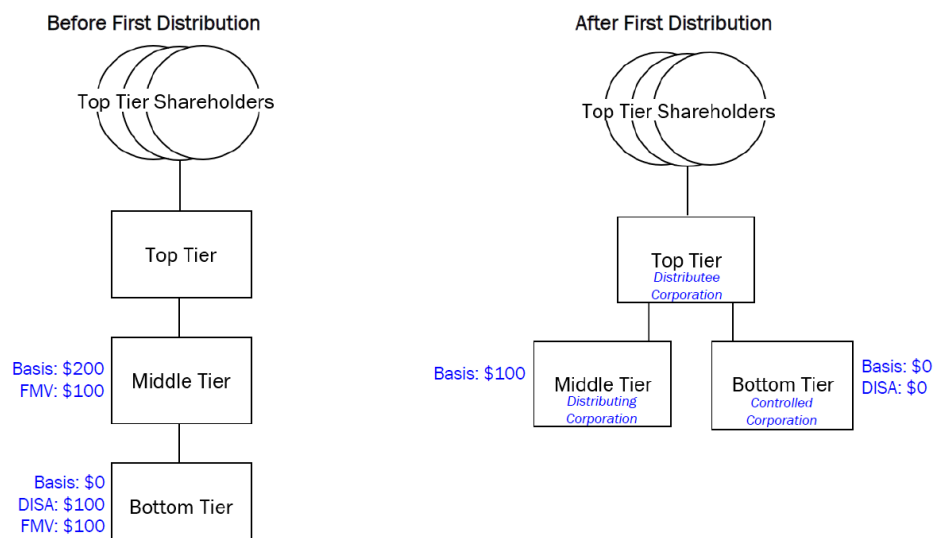 Before First Distribution
Top Tier Shareholders
Top Tier
Basis: $200
FMV: $100
Middle Tier
Basis: $0
DISA: $100
FMV: $100
Bottom Tier
After First Distribution
Top Tier Shareholders
Top Tier
Distributee
Corporation
Basis: $100
Middle Tier
Distributing
Corporation
Bottom Tier
Controlled
Corporation
Basis: $0
DISA: $0